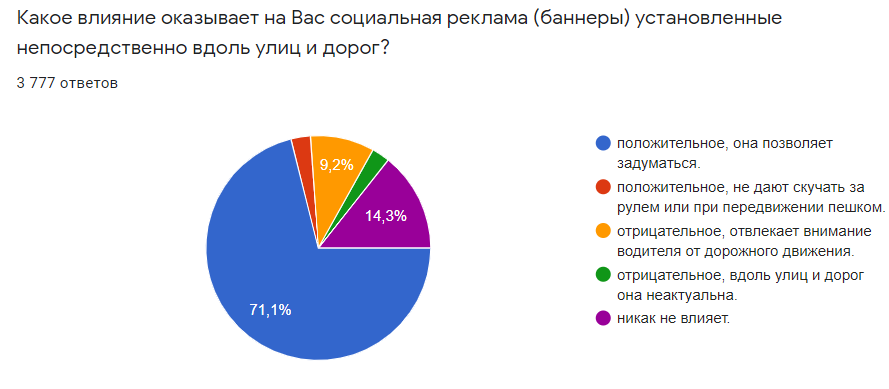 Какое влияние оказывает на Вас социальная реклама (баннеры) установленные
непосредственно вдоль улиц и дорог?
3 777 ответов
положительное, она позволяет
задуматься.
положительное, не дают скучать за
рулем или при передвижении пешком.
отрицательное, отвлекает внимание
водителя от дорожного движения.
отрицательное, вдоль улиц и дорог
она неактуальна.
никак не влияет.
9,2%
14,3%
71,1%